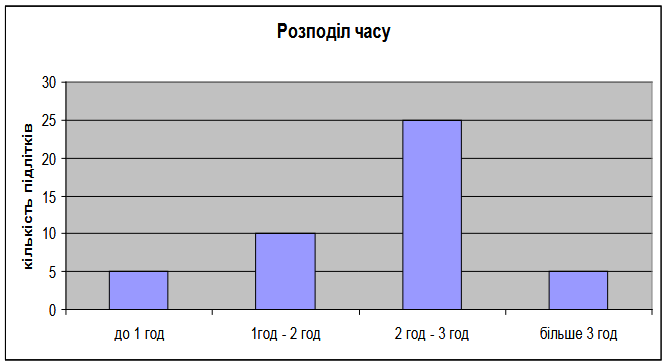 Розподіл часу
кількість підлітків
30
25
20
15
10
5
0
до 1 год
1год - 2 год
2 год - 3 год
більше 3 год